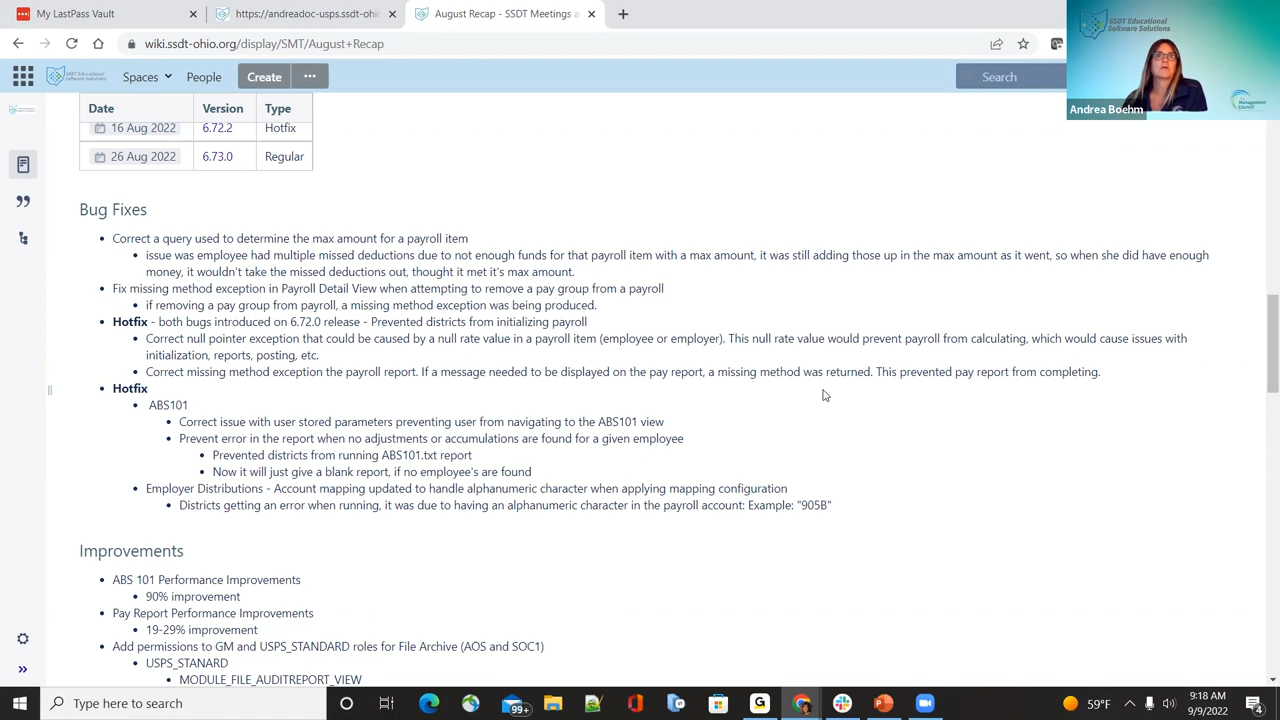 My LastPass Vault
https://andreadoc-usps.ssdt-ohio
August Recap - SSDT Meetings a
wiki.ssdt-ohio.org/display/SMT/August+Recap
SSDT Educational
Software Solutions
Spaces
People
Create
Search
SSDT Educational
Software Solutions
Management
Council
Andrea Boehm
Date
Version
Type
16 Aug 2022
6.72.2
Hotfix
26 Aug 2022
6.73.0
Regular
Bug Fixes
Correct a query used to determine the max amount for a payroll item
issue was employee had multiple missed deductions due to not enough funds for that payroll item with a max amount, it was still adding those up in the max amount as it went, so when she did have enough
money, it wouldn't take the missed deductions out, thought it met it's max amount.
Fix missing method exception in Payroll Detail View when attempting to remove a pay group from a payroll
if removing a pay group from payroll, a missing method exception was being produced.
Hotfix - both bugs introduced on 6.72.0 release - Prevented districts from initializing payroll
Correct null pointer exception that could be caused by a null rate value in a payroll item (employee or employer). This null rate value would prevent payroll from calculating, which would cause issues with
initialization, reports, posting, etc.
Correct missing method exception the payroll report. If a message needed to be displayed on the pay report, a missing method was returned. This prevented pay report from completing.
Hotfix
ABS101
Correct issue with user stored parameters preventing user from navigating to the ABS101 view
Prevent error in the report when no adjustments or accumulations are found for a given employee
Prevented districts from running ABS101.txt report
Now it will just give a blank report, if no employee's are found
Employer Distributions - Account mapping updated to handle alphanumeric character when applying mapping configuration
Districts getting an error when running, it was due to having an alphanumeric character in the payroll account: Example: "905B"
Improvements
ABS 101 Performance Improvements
90% improvement
Pay Report Performance Improvements
19-29% improvement
Add permissions to GM and USPS_STANDARD roles for File Archive (AOS and SOC1)
USPS_STANARD
MODULE_FILE_AUDITREPORT_VIEW
Type here to search
99+
59°F
9:18 AM
9/9/2022
4